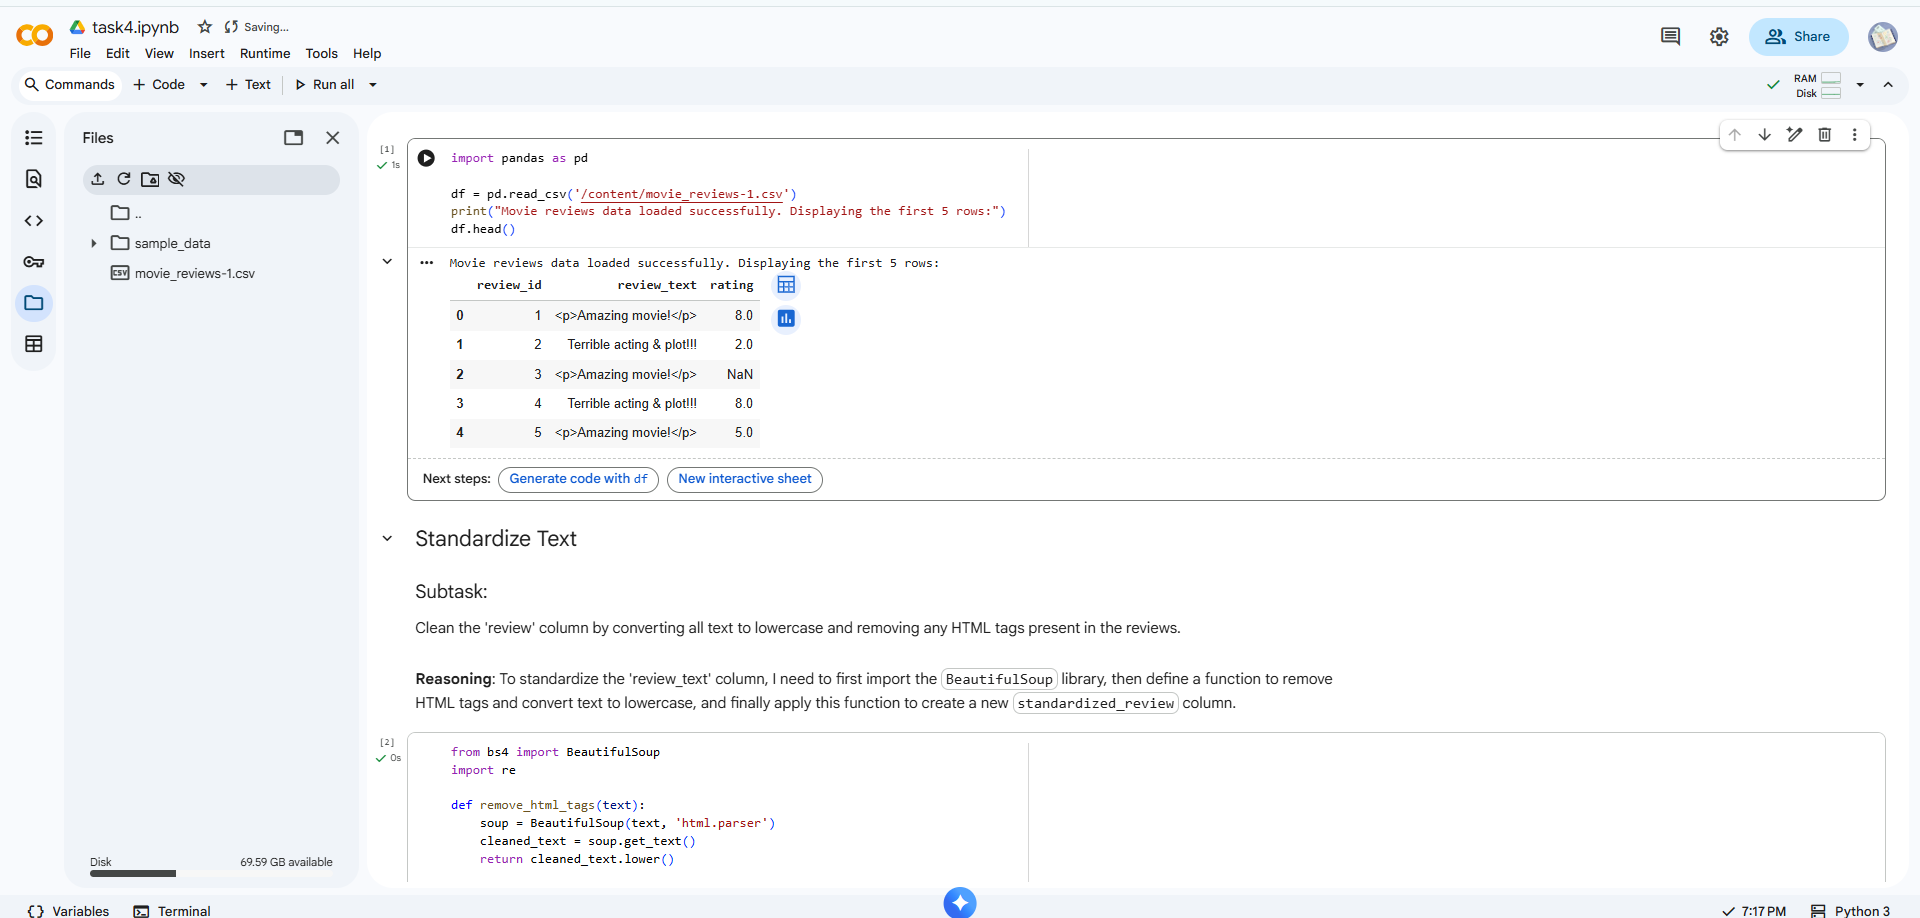 task4.ipynb Saving...
File Edit View Insert Runtime Tools Help
Share
Commands + Code + Text Run all
RAM
Disk
Files
..
sample_data
CSV movie_reviews-1.csv
Disk 69.59 GB available
[1]
1s
import pandas as pd
df = pd.read_csv('/content/movie_reviews-1.csv')
print("Movie reviews data loaded successfully. Displaying the first 5 rows:")
df.head()
Movie reviews data loaded successfully. Displaying the first 5 rows:
review_id review_text rating
0 1 <p>Amazing movie!</p> 8.0
1 2 Terrible acting & plot!!! 2.0
2 3 <p>Amazing movie!</p> NaN
3 4 Terrible acting & plot!!! 8.0
4 5 <p>Amazing movie!</p> 5.0
Next steps: Generate code with df New interactive sheet
Standardize Text
Subtask:
Clean the 'review' column by converting all text to lowercase and removing any HTML tags present in the reviews.
Reasoning: To standardize the 'review_text' column, I need to first import the BeautifulSoup library, then define a function to remove
HTML tags and convert text to lowercase, and finally apply this function to create a new standardized_review column.
[2]
0s
from bs4 import BeautifulSoup
import re
def remove_html_tags(text):
soup = BeautifulSoup(text, 'html.parser')
cleaned_text = soup.get_text()
return cleaned_text.lower()
{} Variables Terminal
7:17 PM Python 3